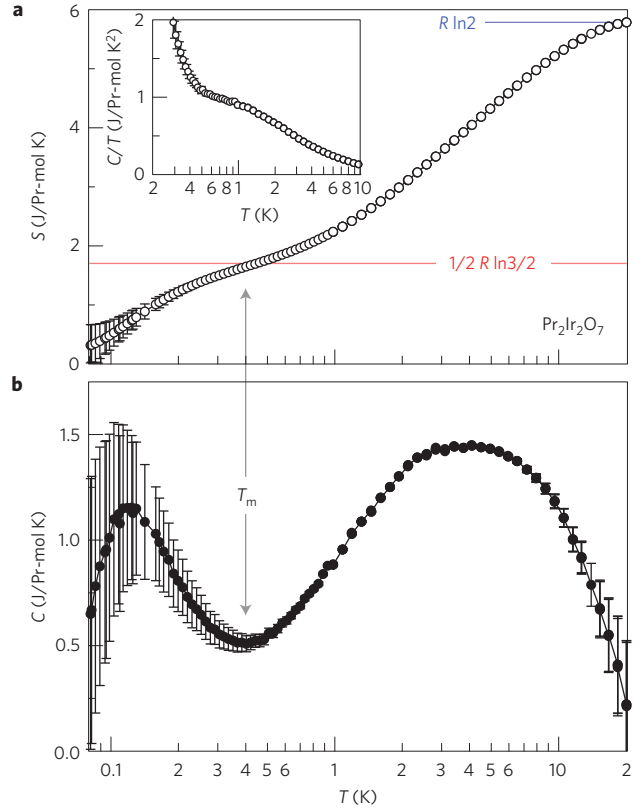 a
6
4
2
0
S (J/Pr-mol K)
R ln2
1/2 R ln3/2
Pr2Ir2O7
2
1
0
C/T (J/Pr-mol K2)
2 4 6 8 1 2 4 6 8 10
T (K)
b
1.5
1.0
0.5
0.0
C (J/Pr-mol K)
Tm
0.1 2 3 4 5 6 1 2 3 4 5 6 10 2
T (K)